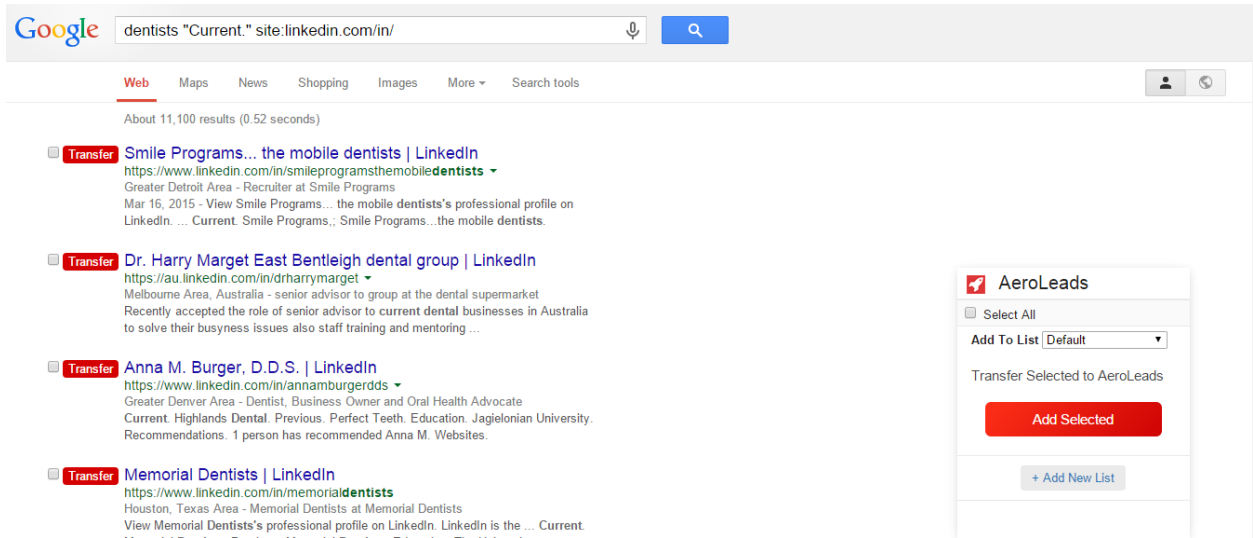 Google
dentists "Current." site:linkedin.com/in/
Web Maps News Shopping Images More Search tools
About 11,100 results (0.52 seconds)
Transfer Smile Programs... the mobile dentists | LinkedIn
https://www.linkedin.com/in/smileprogramsthemobiledentists
Greater Detroit Area - Recruiter at Smile Programs
Mar 16, 2015 - View Smile Programs... the mobile dentists's professional profile on
LinkedIn. ... Current. Smile Programs,; Smile Programs...the mobile dentists.
Transfer Dr. Harry Marget East Bentleigh dental group | LinkedIn
https://au.linkedin.com/in/drharrymarget
Melbourne Area, Australia - senior advisor to group at the dental supermarket
Recently accepted the role of senior advisor to current dental businesses in Australia
to solve their busyness issues also staff training and mentoring ...
Transfer Anna M. Burger, D.D.S. | LinkedIn
https://www.linkedin.com/in/annamburgerdds
Greater Denver Area - Dentist, Business Owner and Oral Health Advocate
Current. Highlands Dental. Previous. Perfect Teeth. Education. Jagielonian University.
Recommendations. 1 person has recommended Anna M. Websites.
Transfer Memorial Dentists | LinkedIn
https://www.linkedin.com/in/memorialdentists
Houston, Texas Area - Memorial Dentists at Memorial Dentists
View Memorial Dentists's professional profile on LinkedIn. LinkedIn is the ... Current.
AeroLeads
Select All
Add To List Default
Transfer Selected to AeroLeads
Add Selected
+ Add New List